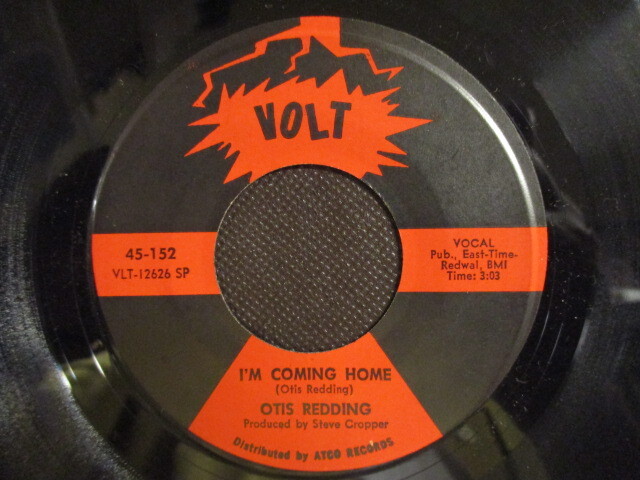 VOLT
45-152
VLT-12626 SP
VOCAL
Pub., East-Time-
Redwal, BMI
Time: 3:03
I'M COMING HOME
(Otis Redding)
OTIS REDDING
Produced by Steve Cropper
Distributed by ATCO RECORDS